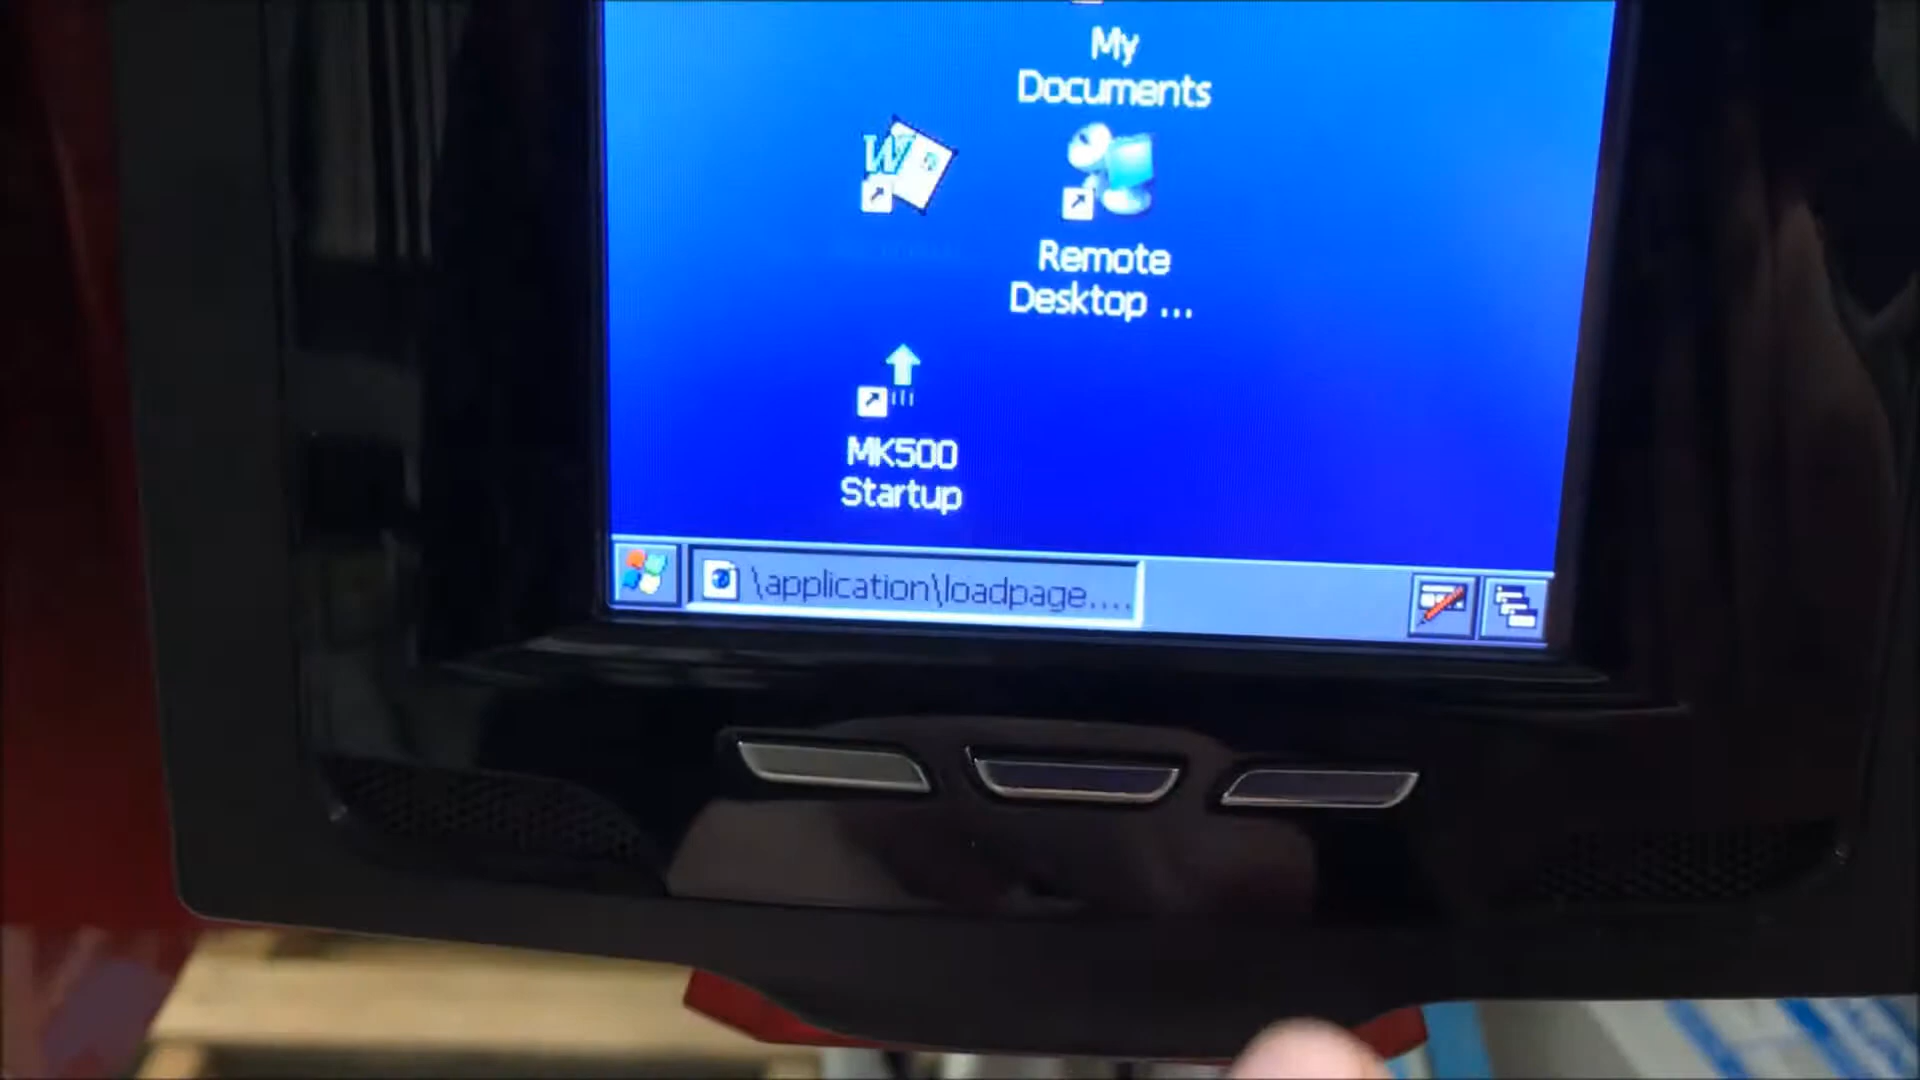 My
Documents
W
Remote
Desktop ...
MK500
Startup
\application\loadpage....